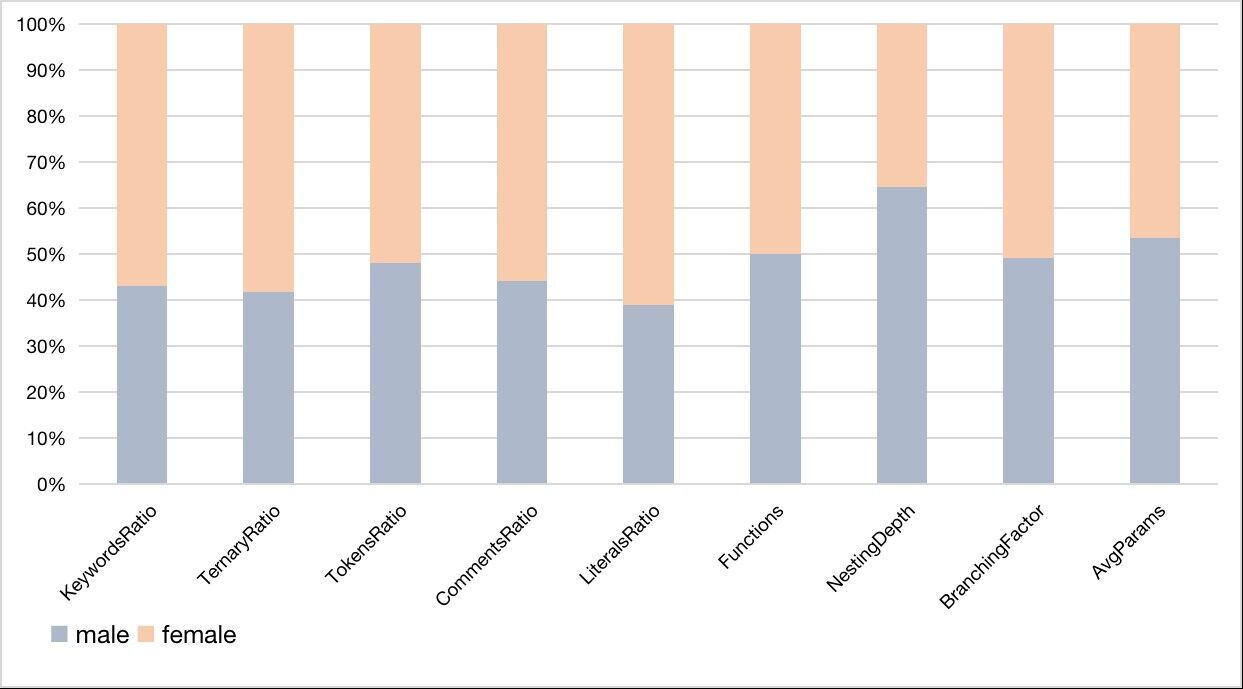 100%
90%
80%
70%
60%
50%
40%
30%
20%
10%
0%
KeywordsRatio
TernaryRatio
TokensRatio
CommentsRatio
LiteralsRatio
Functions
NestingDepth
BranchingFactor
AvgParams
male female